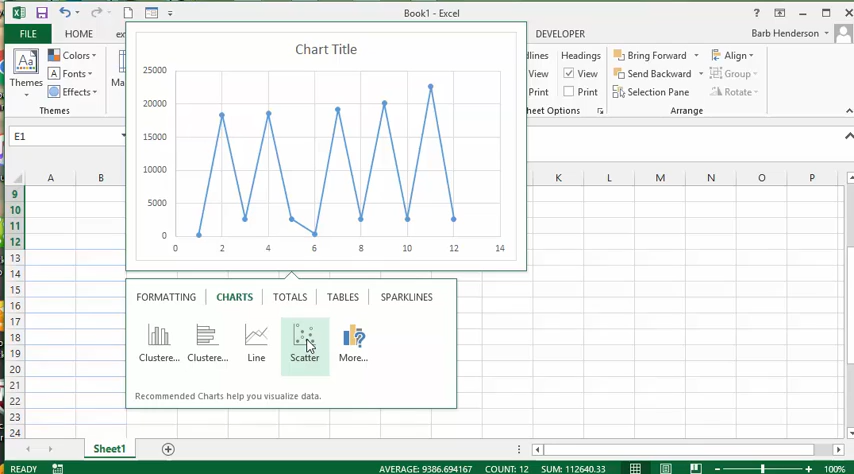 Book1 - Excel
FILE HOME DEVELOPER Barb Henderson
Themes
Colors
Fonts
Effects
Themes
Headings
View View
Print Print
Bring Forward
Send Backward
Selection Pane
Align
Group
Rotate
Arrange
E1
Chart Title
25000
20000
15000
10000
5000
0
0 2 4 6 8 10 12 14
A B K L M N O P
9
10
11
12
13
14
15
16
17
18
19
20
21
22
23
24
FORMATTING CHARTS TOTALS TABLES SPARKLINES
Clustere... Clustere... Line Scatter More...
Recommended Charts help you visualize data.
Sheet1
READY AVERAGE: 9386.694167 COUNT: 12 SUM: 112640.33 100%